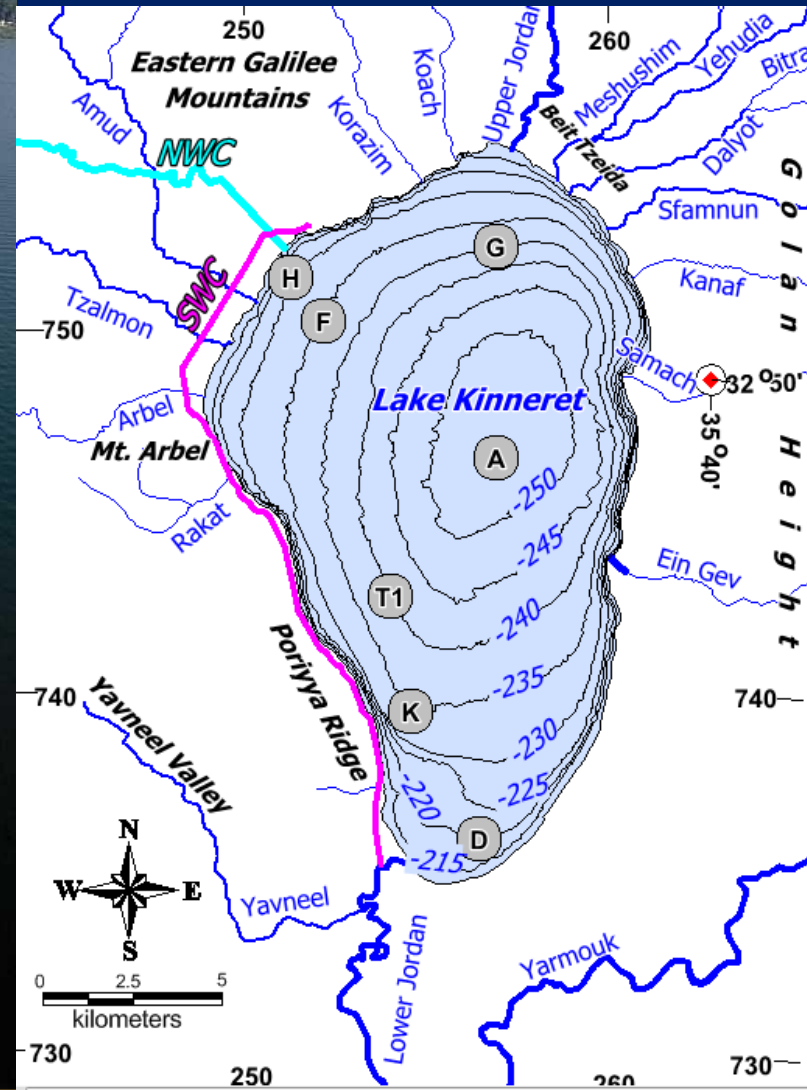 250
260
Eastern Galilee
Mountains
Amud
Koach
Korazim
Upper Jordan
Meshushim
Yehudia
Bitra
Beit Tzeida
Dalyot
NWC
Sfamnun
Golan Height
G
H
Kanaf
SWC
F
Tzalmon
750
Samach
32°50'
35°40'
Lake Kinneret
Arbel
Mt. Arbel
A
-250
Rakat
-245
Ein Gev
T1
-240
Poriyya Ridge
-235
740
740
K
Yavneel Valley
-230
-225
-220
D
-215
N
W E
S
Yavneel
Lower Jordan
Yarmouk
0 2.5 5
kilometers
730
730
250
260